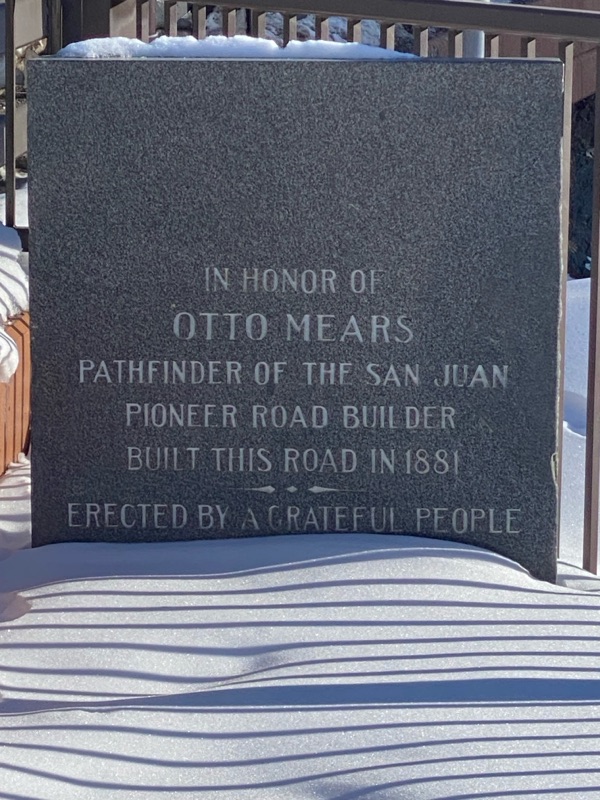 IN HONOR OF
OTTO MEARS
PATHFINDER OF THE SAN JUAN
PIONEER ROAD BUILDER
BUILT THIS ROAD IN 1881
ERECTED BY A GRATEFUL PEOPLE